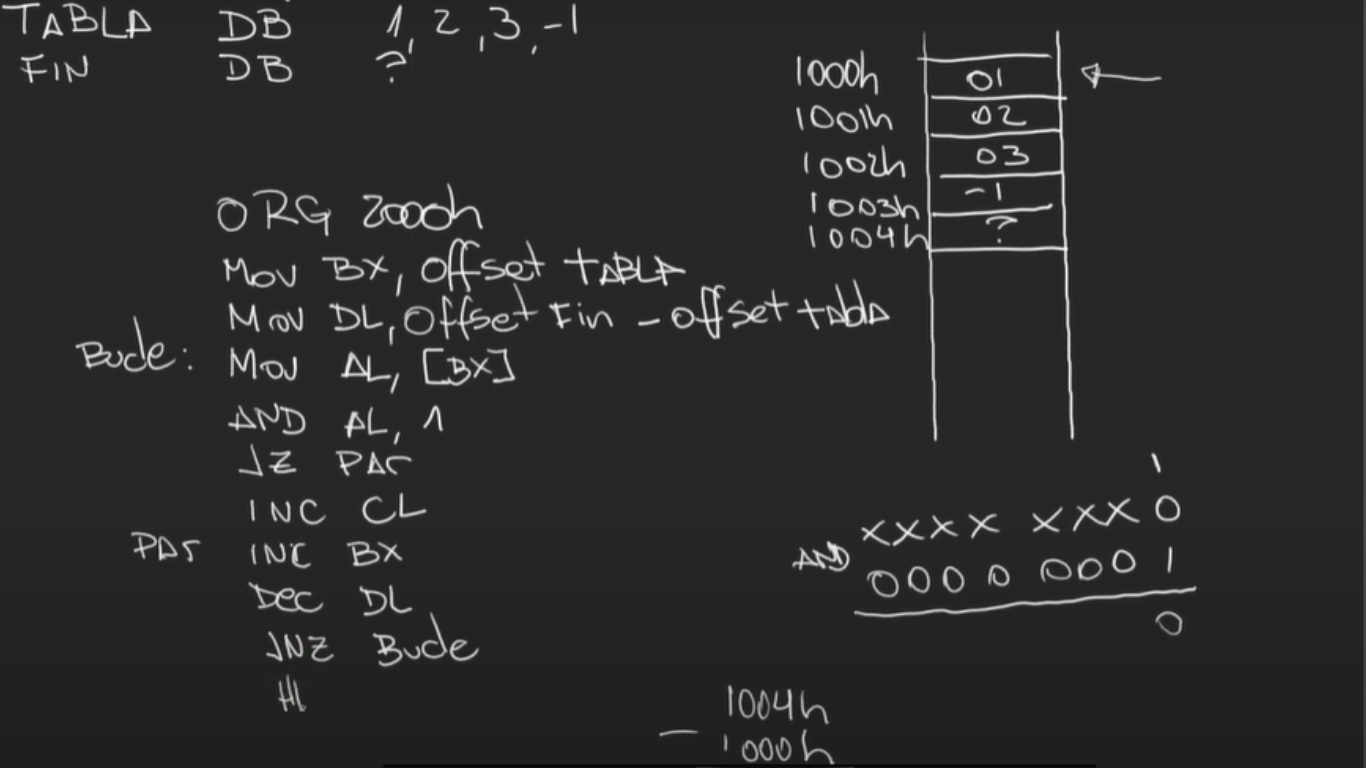 TABLA DB 1, 2, 3, -1
FIN DB ?
ORG 2000h
MOV BX, offset TABLA
MOV DL, offset Fin - offset tabla
Bucle: MOV AL, [BX]
AND AL, 1
JZ PAr
INC CL
PAr INC BX
Dec DL
JNZ Bucle
Hl
1000h 01
1001h 02
1002h 03
1003h -1
1004h ?
1
XXXX XXX0
AND 0000 0001
0
1004h
- 1000h